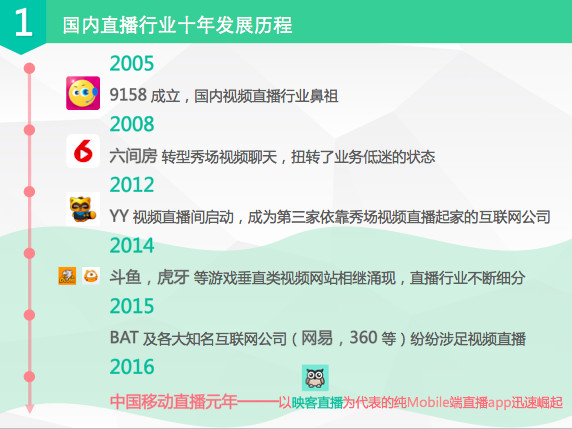 1 国内直播行业十年发展历程
2005
9158 成立，国内视频直播行业鼻祖
2008
六间房 转型秀场视频聊天，扭转了业务低迷的状态
2012
YY 视频直播间启动，成为第三家依靠秀场视频直播起家的互联网公司
2014
斗鱼，虎牙 等游戏垂直类视频网站相继涌现，直播行业不断细分
2015
BAT 及各大知名互联网公司（网易，360 等）纷纷涉足视频直播
2016
中国移动直播元年———以映客直播为代表的纯Mobile端直播app迅速崛起